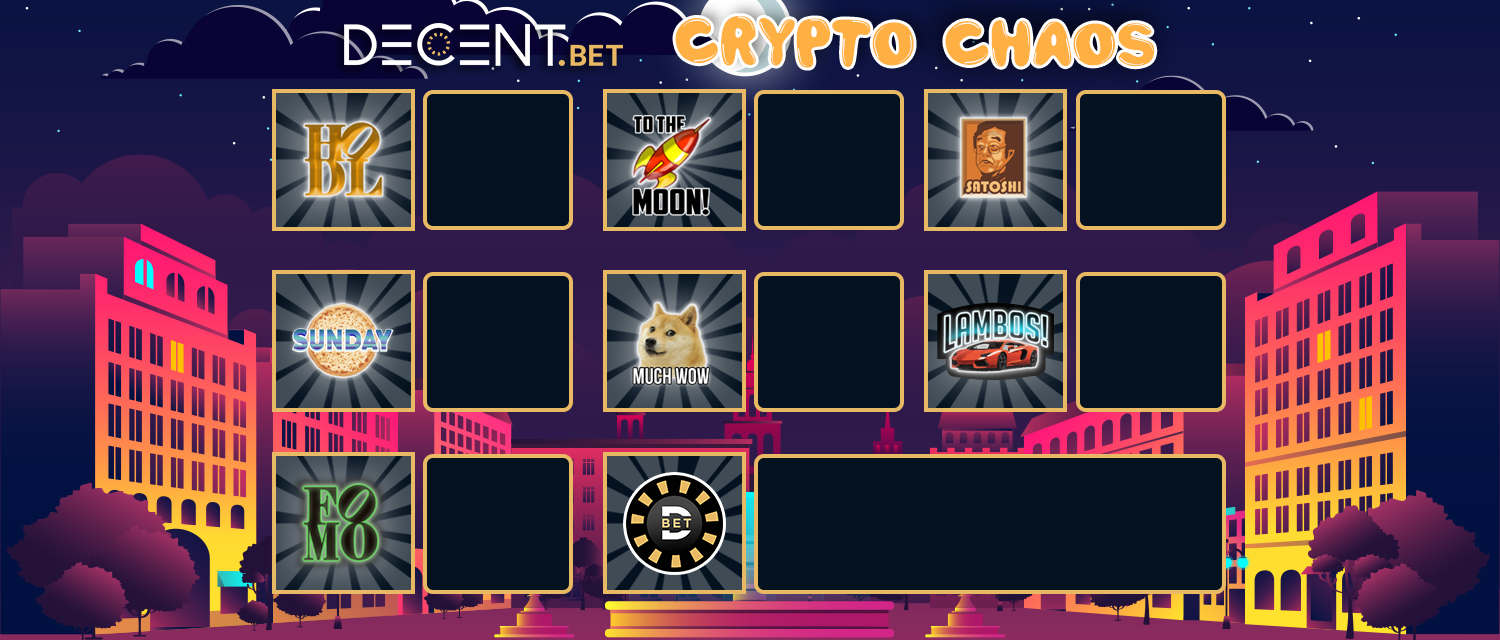 DECENT.BET CRYPTO CHAOS
HODL
TO THE
MOON!
SATOSHI
SUNDAY
MUCH WOW
LAMBOS!
FOMO
D
BET